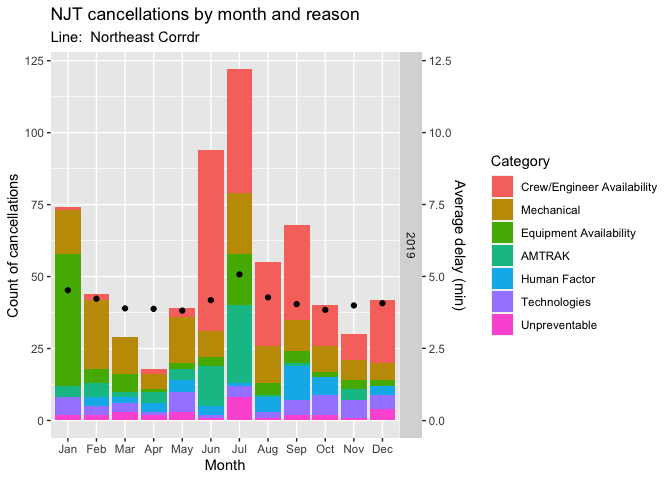 NJT cancellations by month and reason
Line:  Northeast Corrdr
Count of cancellations
125
100
75
50
25
0
12.5
10.0
7.5
5.0
2.5
0.0
Average delay (min)
2019
Jan Feb Mar Apr May Jun Jul Aug Sep Oct Nov Dec
Month
Category
Crew/Engineer Availability
Mechanical
Equipment Availability
AMTRAK
Human Factor
Technologies
Unpreventable